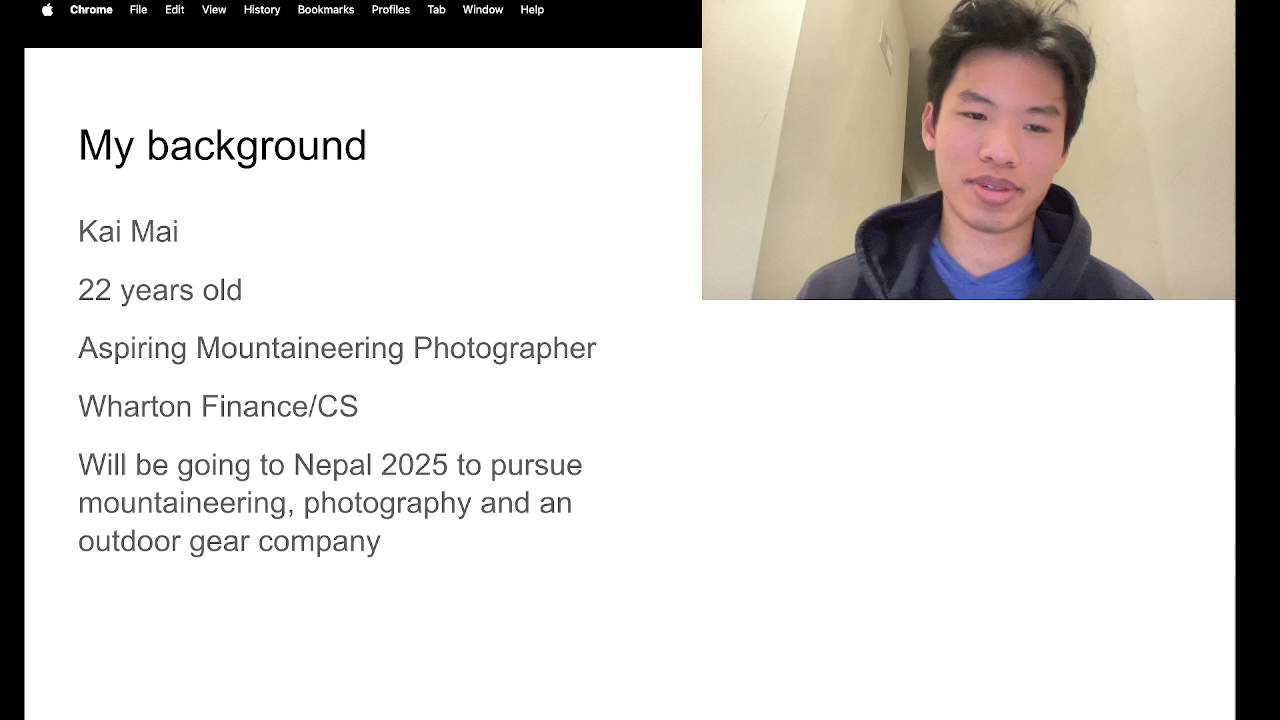 Chrome File Edit View History Bookmarks Profiles Tab Window Help
My background
Kai Mai
22 years old
Aspiring Mountaineering Photographer
Wharton Finance/CS
Will be going to Nepal 2025 to pursue
mountaineering, photography and an
outdoor gear company